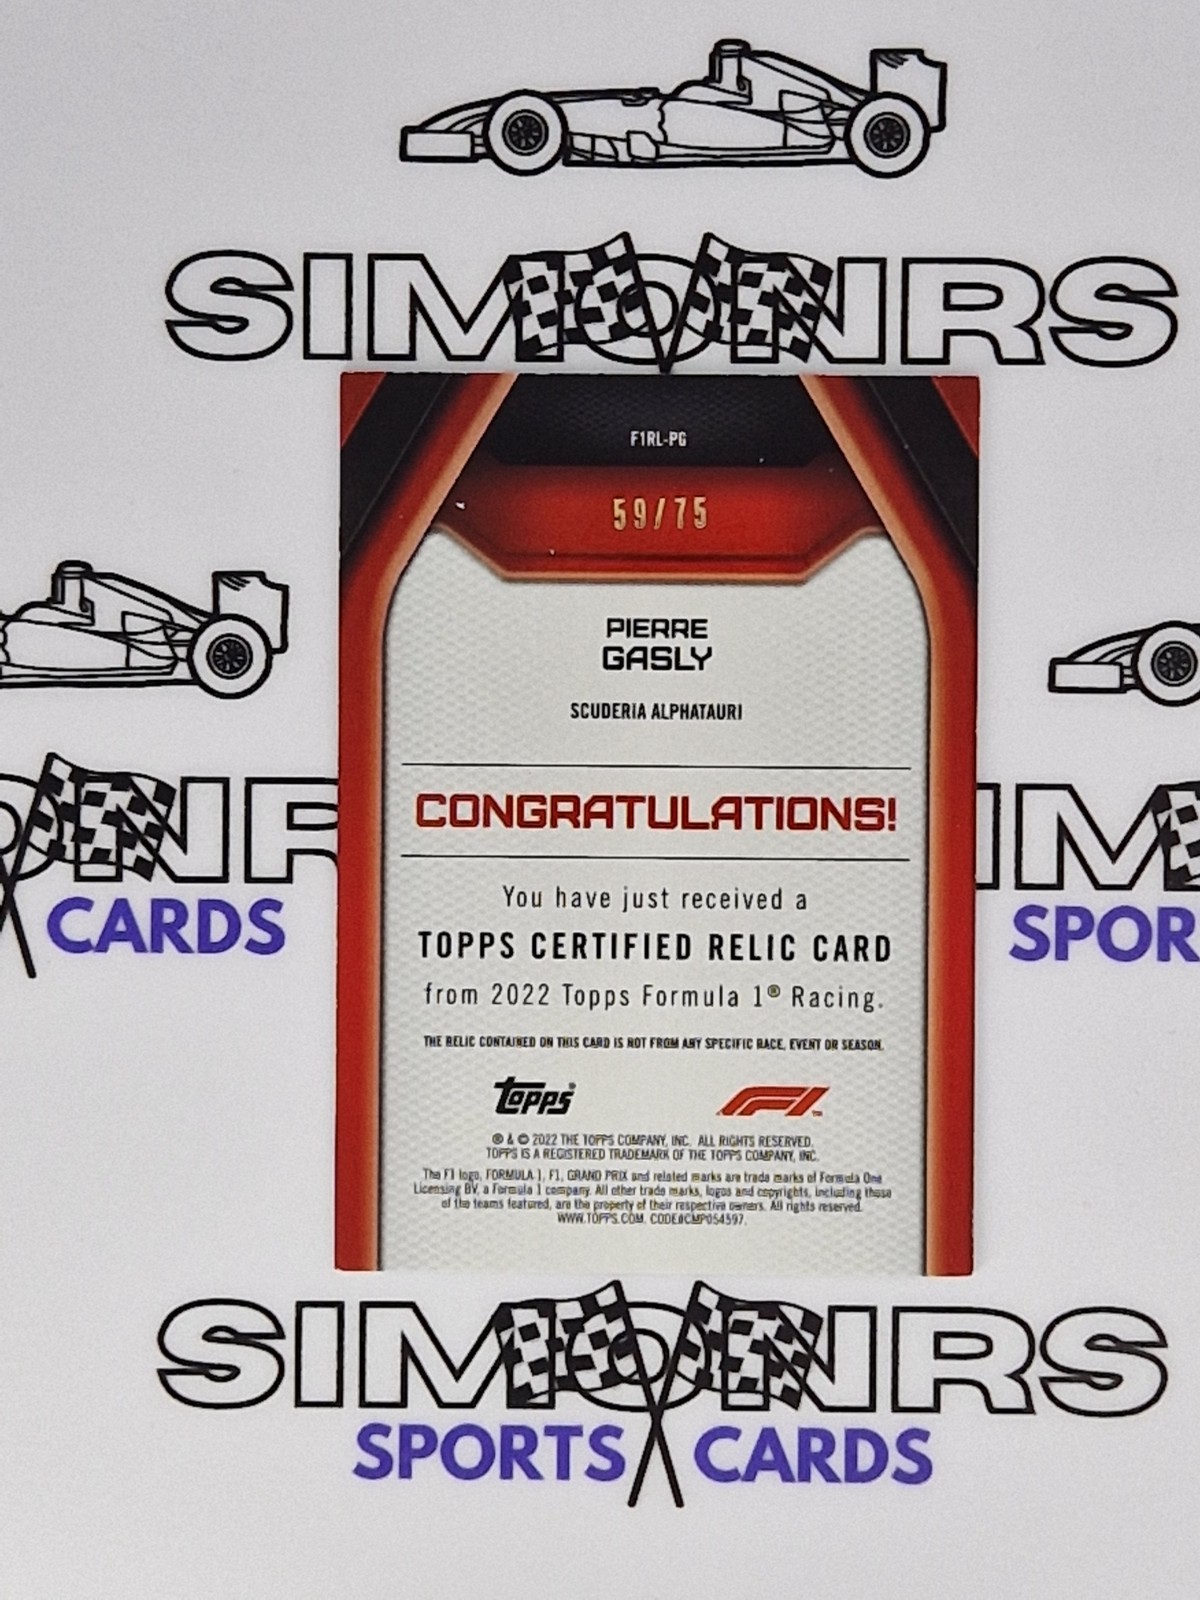 SIMONRS
F1RL-PG
59/75
PIERRE
GASLY
SCUDERIA ALPHATAURI
CONGRATULATIONS!
You have just received a
TOPPS CERTIFIED RELIC CARD
from 2022 Topps Formula 1® Racing.
THE RELIC CONTAINED ON THIS CARD IS NOT FROM ANY SPECIFIC RACE, EVENT OR SEASON.
Topps® F1™
® & © 2022 THE TOPPS COMPANY, INC. ALL RIGHTS RESERVED.
TOPPS IS A REGISTERED TRADEMARK OF THE TOPPS COMPANY, INC.
The F1 logo, FORMULA 1, F1, GRAND PRIX and related marks are trade marks of Formula One
Licensing BV, a Formula 1 company. All other trade marks, logos and copyrights, including those
of the teams featured, are the property of their respective owners. All rights reserved.
WWW.TOPPS.COM. CODE#CMP054597.
ONR
CARDS
IM
SPOR
SIMONRS
SPORTS CARDS